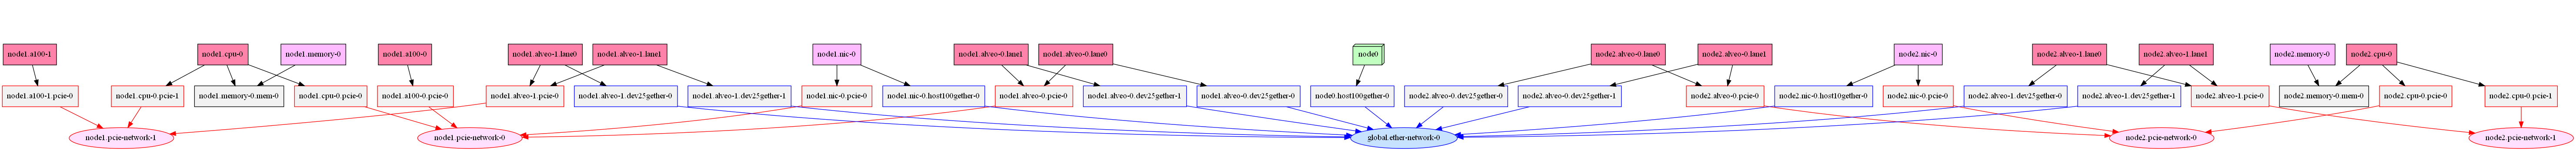 node1.a100-1
node1.cpu-0
node1.memory-0
node1.a100-0
node1.alveo-1.lane0
node1.alveo-1.lane1
node1.nic-0
node1.alveo-0.lane1
node1.alveo-0.lane0
node0
node2.alveo-0.lane0
node2.alveo-0.lane1
node2.nic-0
node2.alveo-1.lane0
node2.alveo-1.lane1
node2.memory-0
node2.cpu-0
node1.a100-1.pcie-0
node1.cpu-0.pcie-1
node1.memory-0.mem-0
node1.cpu-0.pcie-0
node1.a100-0.pcie-0
node1.alveo-1.pcie-0
node1.alveo-1.dev25gether-0
node1.alveo-1.dev25gether-1
node1.nic-0.pcie-0
node1.nic-0.host100gether-0
node1.alveo-0.pcie-0
node1.alveo-0.dev25gether-1
node1.alveo-0.dev25gether-0
node0.host100gether-0
node2.alveo-0.dev25gether-0
node2.alveo-0.dev25gether-1
node2.alveo-0.pcie-0
node2.nic-0.host10gether-0
node2.nic-0.pcie-0
node2.alveo-1.dev25gether-0
node2.alveo-1.dev25gether-1
node2.alveo-1.pcie-0
node2.memory-0.mem-0
node2.cpu-0.pcie-0
node2.cpu-0.pcie-1
node1.pcie-network-1
node1.pcie-network-0
global.ether-network-0
node2.pcie-network-0
node2.pcie-network-1